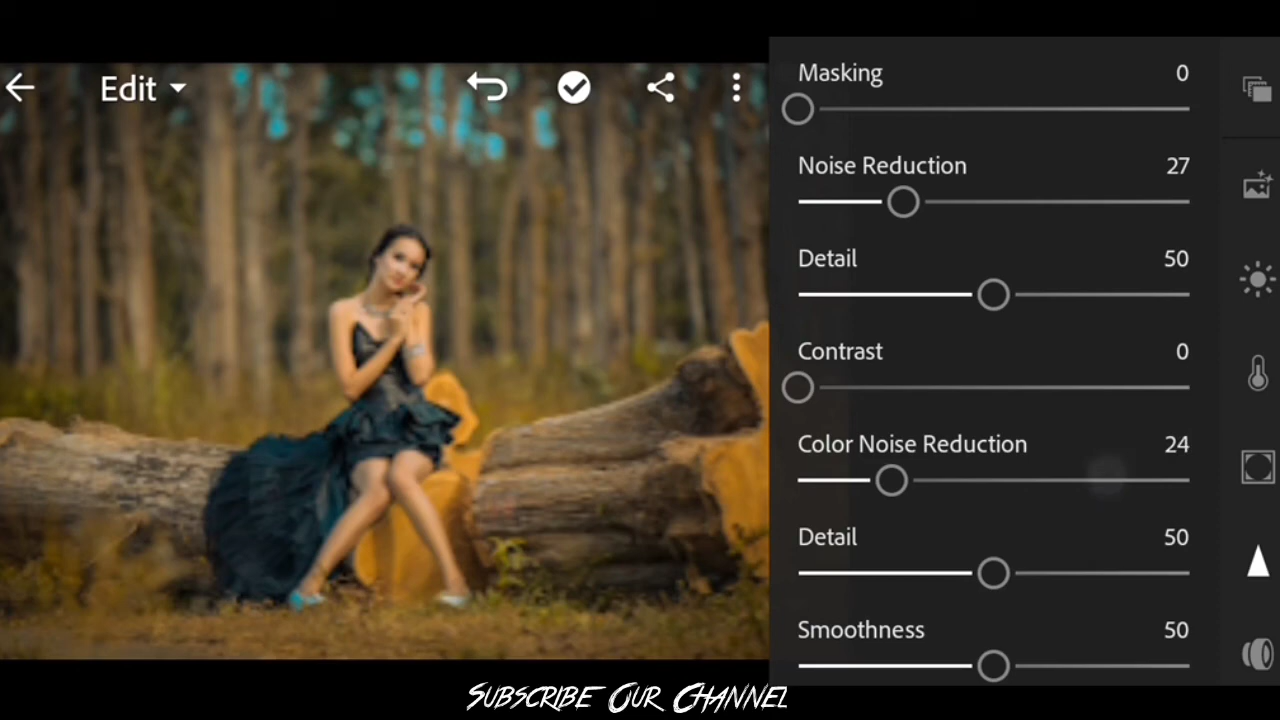 Edit
Masking 0
Noise Reduction 27
Detail 50
Contrast 0
Color Noise Reduction 24
Detail 50
Smoothness 50
Subscribe Our Channel